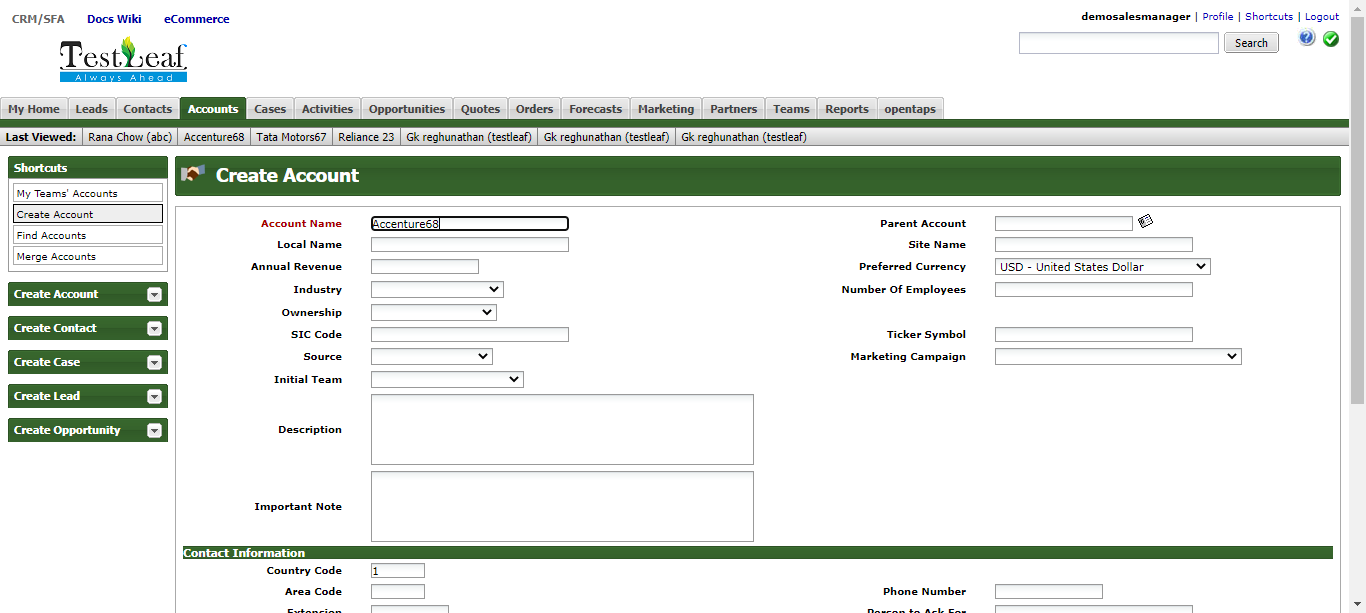 CRM/SFA Docs Wiki eCommerce
demosalesmanager | Profile | Shortcuts | Logout
TestLeaf
Always Ahead
Search
?
My Home Leads Contacts Accounts Cases Activities Opportunities Quotes Orders Forecasts Marketing Partners Teams Reports opentaps
Last Viewed: Rana Chow (abc) Accenture68 Tata Motors67 Reliance 23 Gk reghunathan (testleaf) Gk reghunathan (testleaf) Gk reghunathan (testleaf)
Shortcuts
My Teams' Accounts
Create Account
Find Accounts
Merge Accounts
Create Account
Create Contact
Create Case
Create Lead
Create Opportunity
Create Account
Account Name Accenture68 Parent Account
Local Name Site Name
Annual Revenue Preferred Currency USD - United States Dollar
Industry Number Of Employees
Ownership
SIC Code Ticker Symbol
Source Marketing Campaign
Initial Team
Description
Important Note
Contact Information
Country Code 1
Area Code Phone Number
Extension Person to Ask For